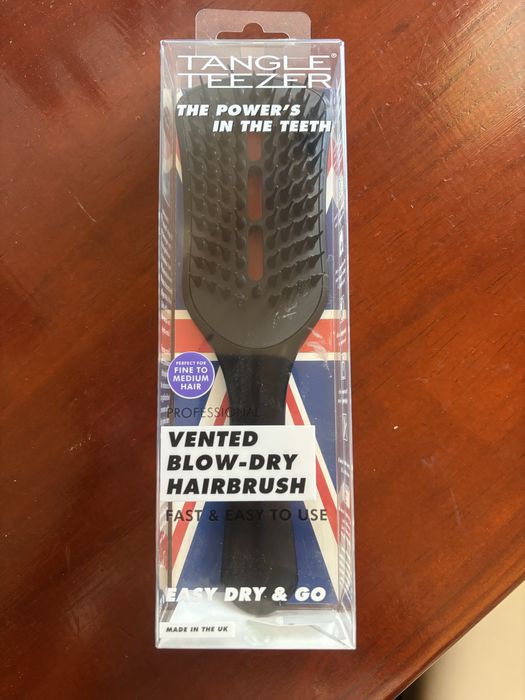 TANGLE®
TEEZER
THE POWER'S
IN THE TEETH
PERFECT FOR
FINE TO
MEDIUM
HAIR
PROFESSIONAL
VENTED
BLOW-DRY
HAIRBRUSH
FAST & EASY TO USE
EASY DRY & GO
MADE IN THE UK